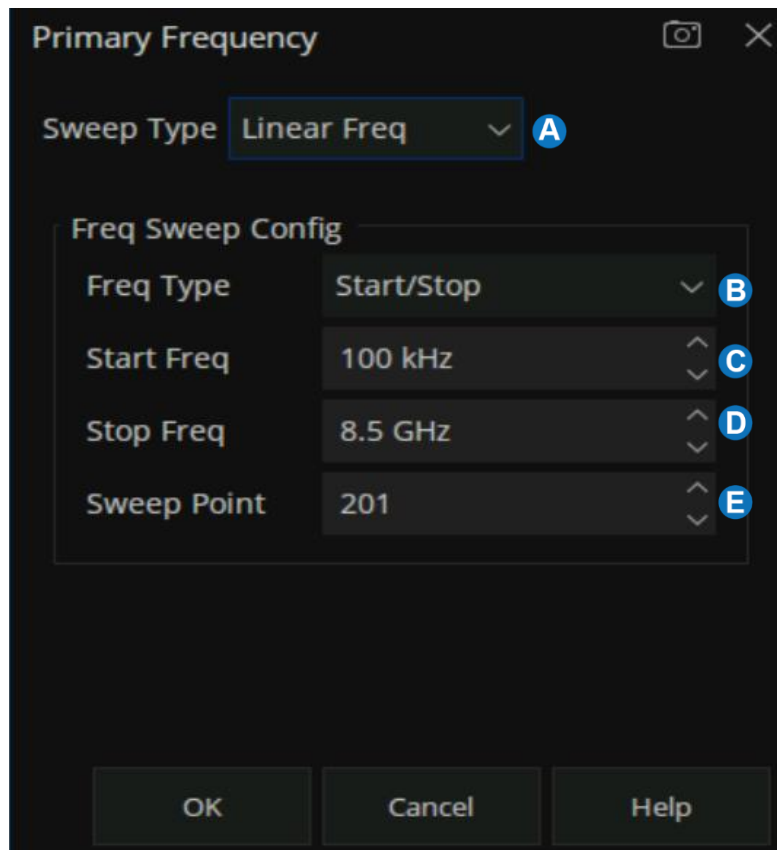 Primary Frequency
Sweep Type Linear Freq A
Freq Sweep Config
Freq Type Start/Stop B
Start Freq 100 kHz C
Stop Freq 8.5 GHz D
Sweep Point 201 E
OK Cancel Help